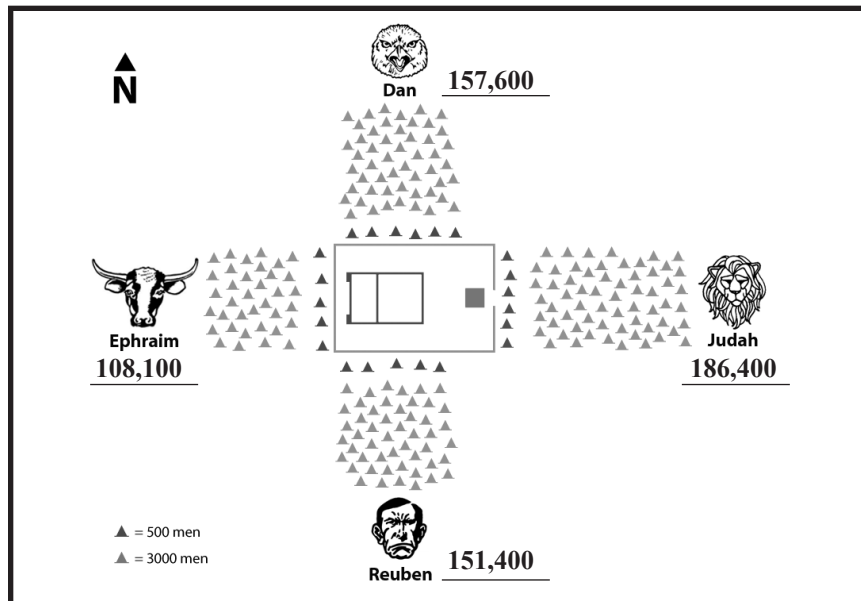 N
Dan
157,600
Ephraim
108,100
Judah
186,400
= 500 men
= 3000 men
Reuben
151,400